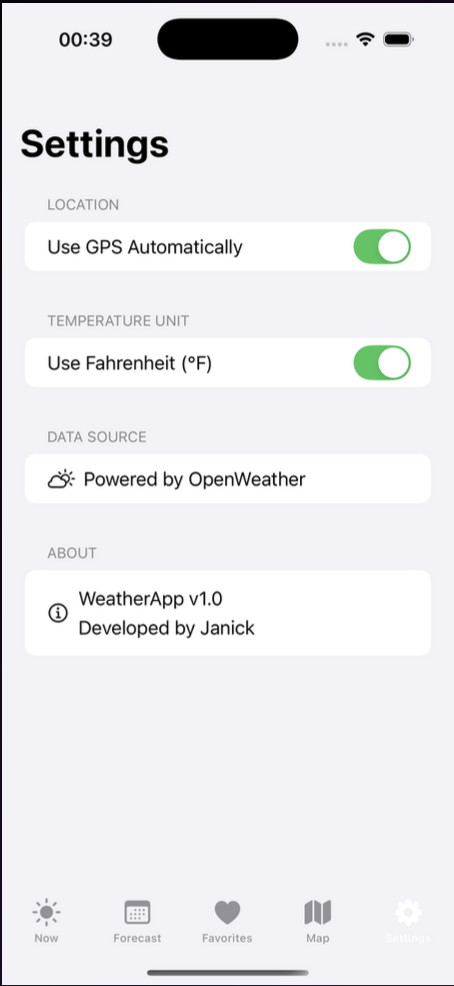 00:39
Settings
LOCATION
Use GPS Automatically
TEMPERATURE UNIT
Use Fahrenheit (°F)
DATA SOURCE
Powered by OpenWeather
ABOUT
WeatherApp v1.0
Developed by Janick
Now Forecast Favorites Map Settings